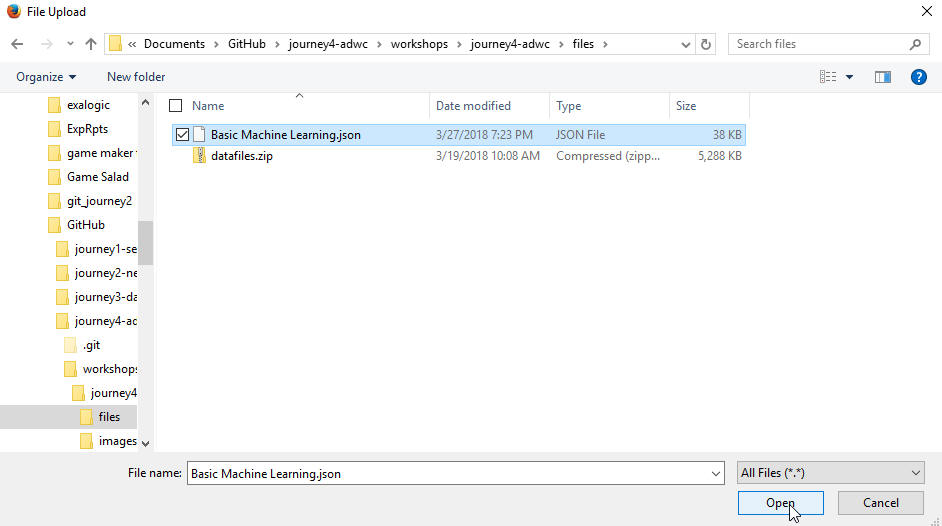 File Upload
« Documents > GitHub > journey4-adwc > workshops > journey4-adwc > files >
Search files
Organize
New folder
?
Name
Date modified
Type
Size
Basic Machine Learning.json 3/27/2018 7:23 PM JSON File 38 KB
datafiles.zip 3/19/2018 10:08 AM Compressed (zipp... 5,288 KB
exalogic
ExpRpts
game maker
Game Salad
git_journey2
GitHub
journey1-se
journey2-ne
journey3-da
journey4-ad
.git
workshops
journey4
files
images
File name: Basic Machine Learning.json
All Files (*.*)
Open
Cancel